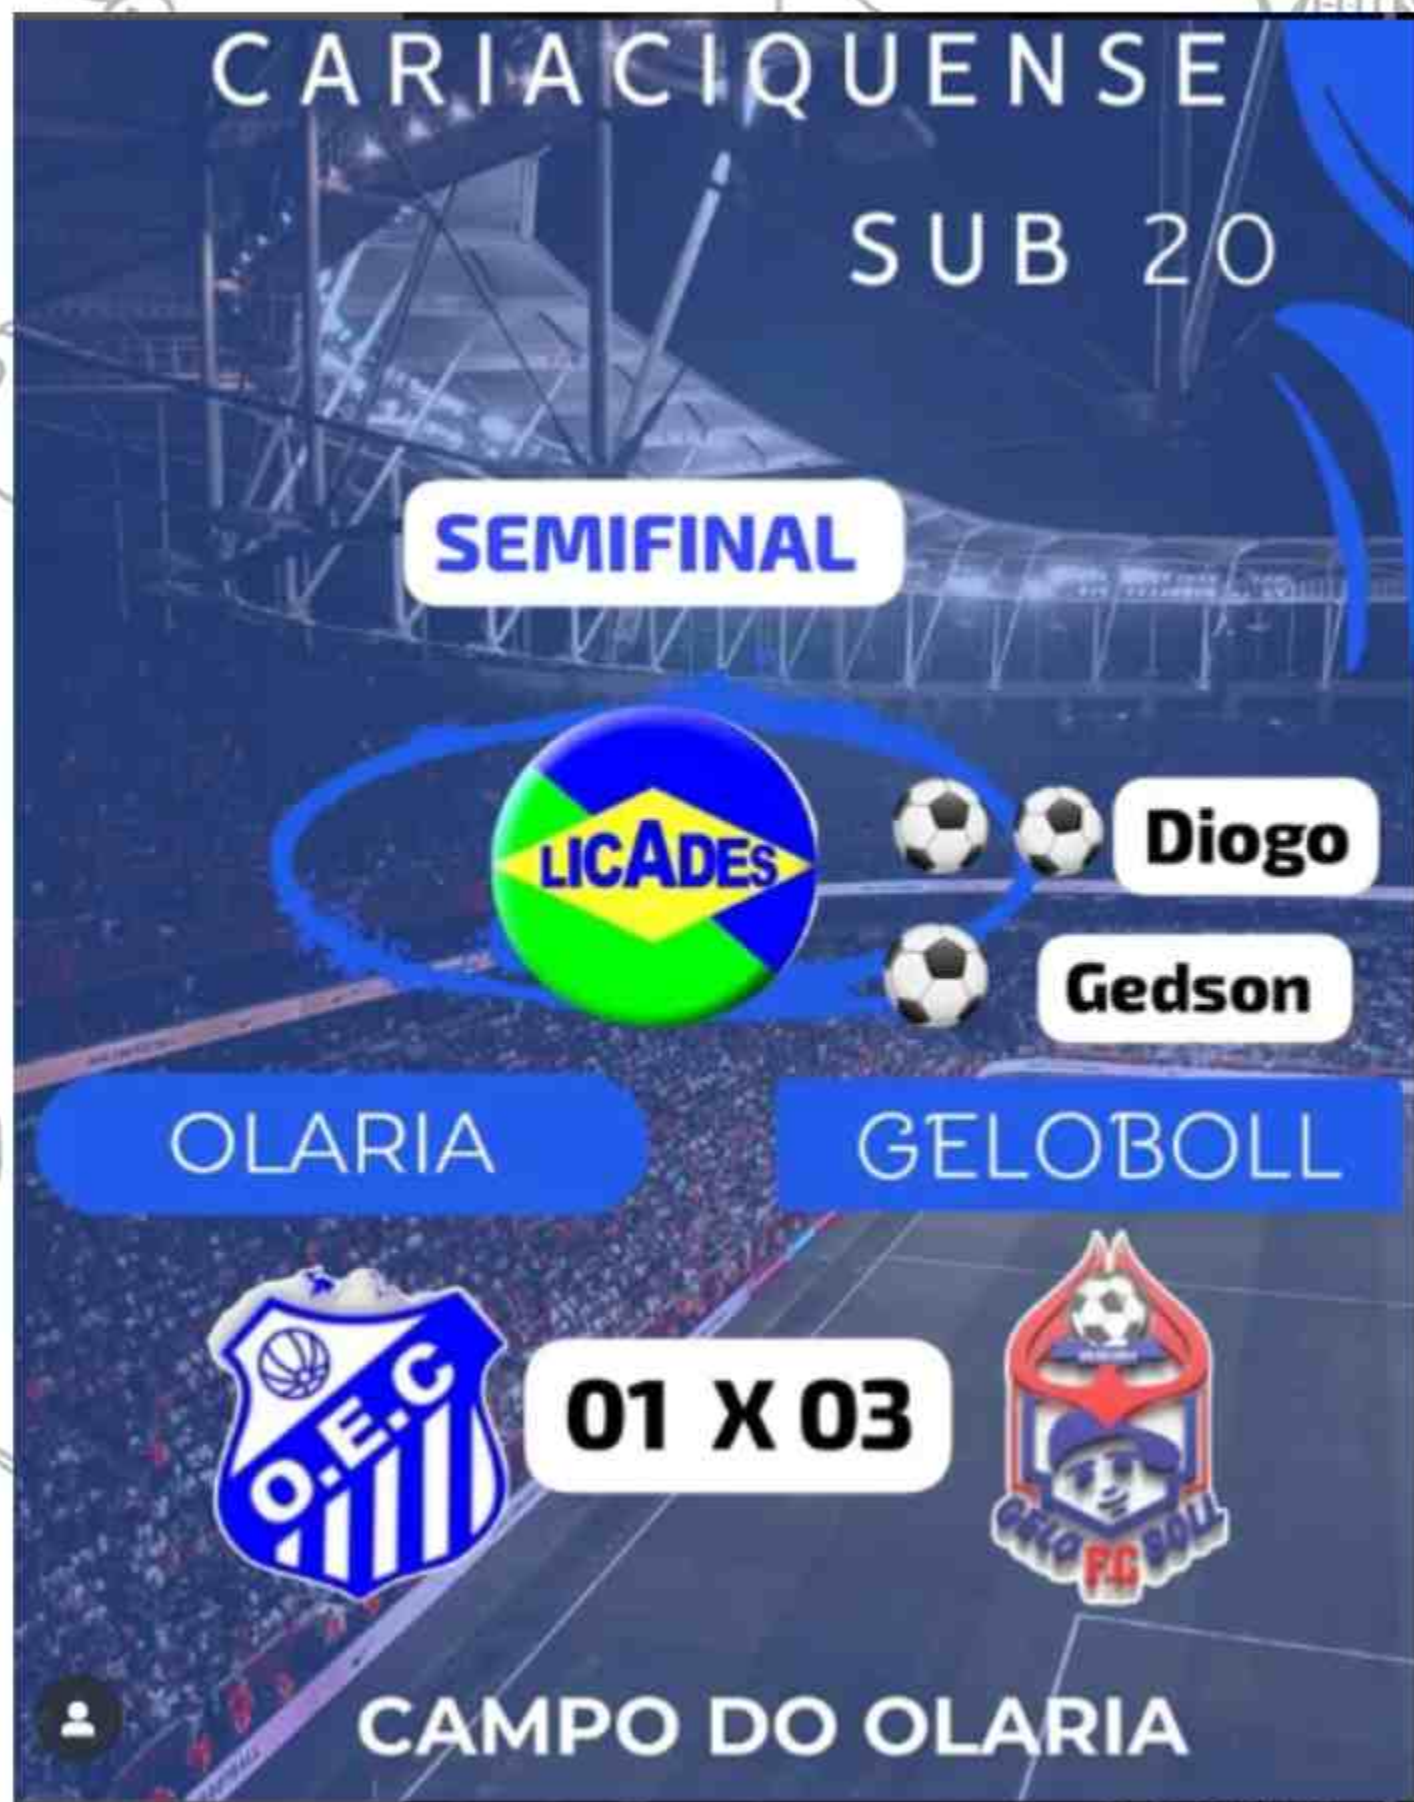 CARIACIQUENSE
SUB 20
SEMIFINAL
LICADES
Diogo
Gedson
OLARIA
GELOBOLL
O.E.C
01 X 03
GELO BOLL
F.C
CAMPO DO OLARIA